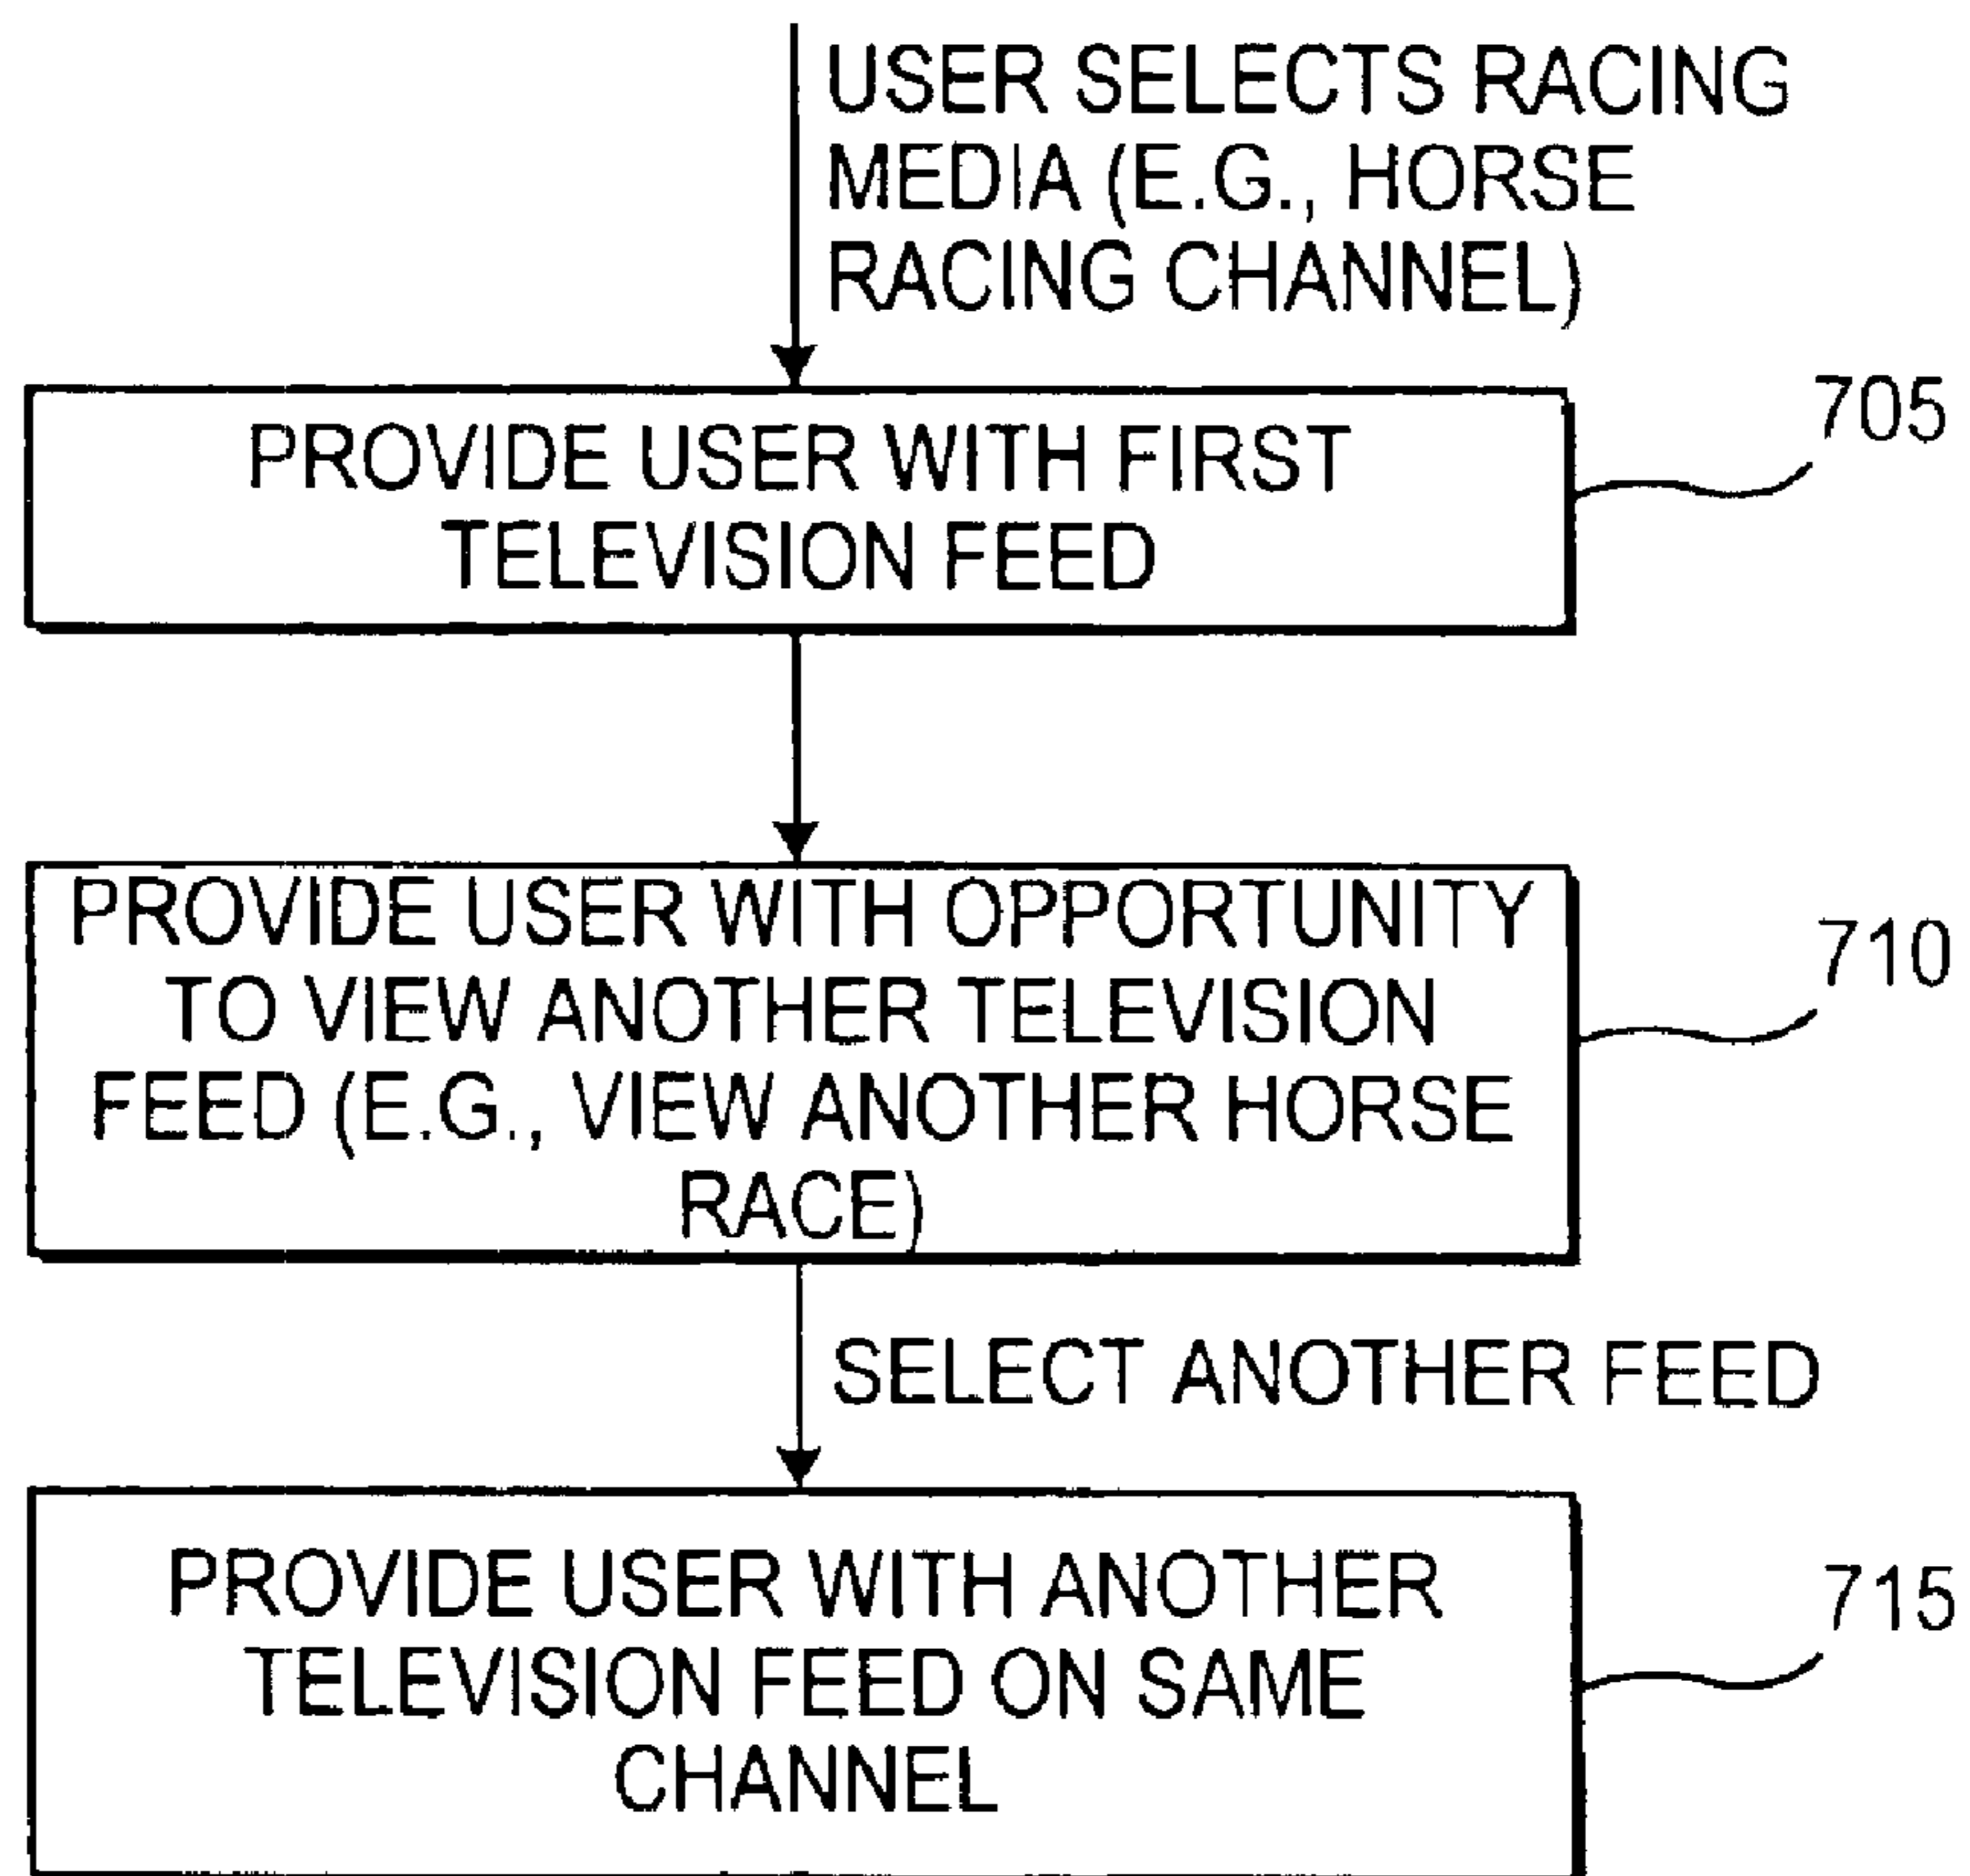 USER SELECTS RACING
MEDIA (E.G., HORSE
RACING CHANNEL)
705
PROVIDE USER WITH FIRST
TELEVISION FEED
710
PROVIDE USER WITH OPPORTUNITY
TO VIEW ANOTHER TELEVISION
FEED (E.G., VIEW ANOTHER HORSE
RACE)
SELECT ANOTHER FEED
715
PROVIDE USER WITH ANOTHER
TELEVISION FEED ON SAME
CHANNEL